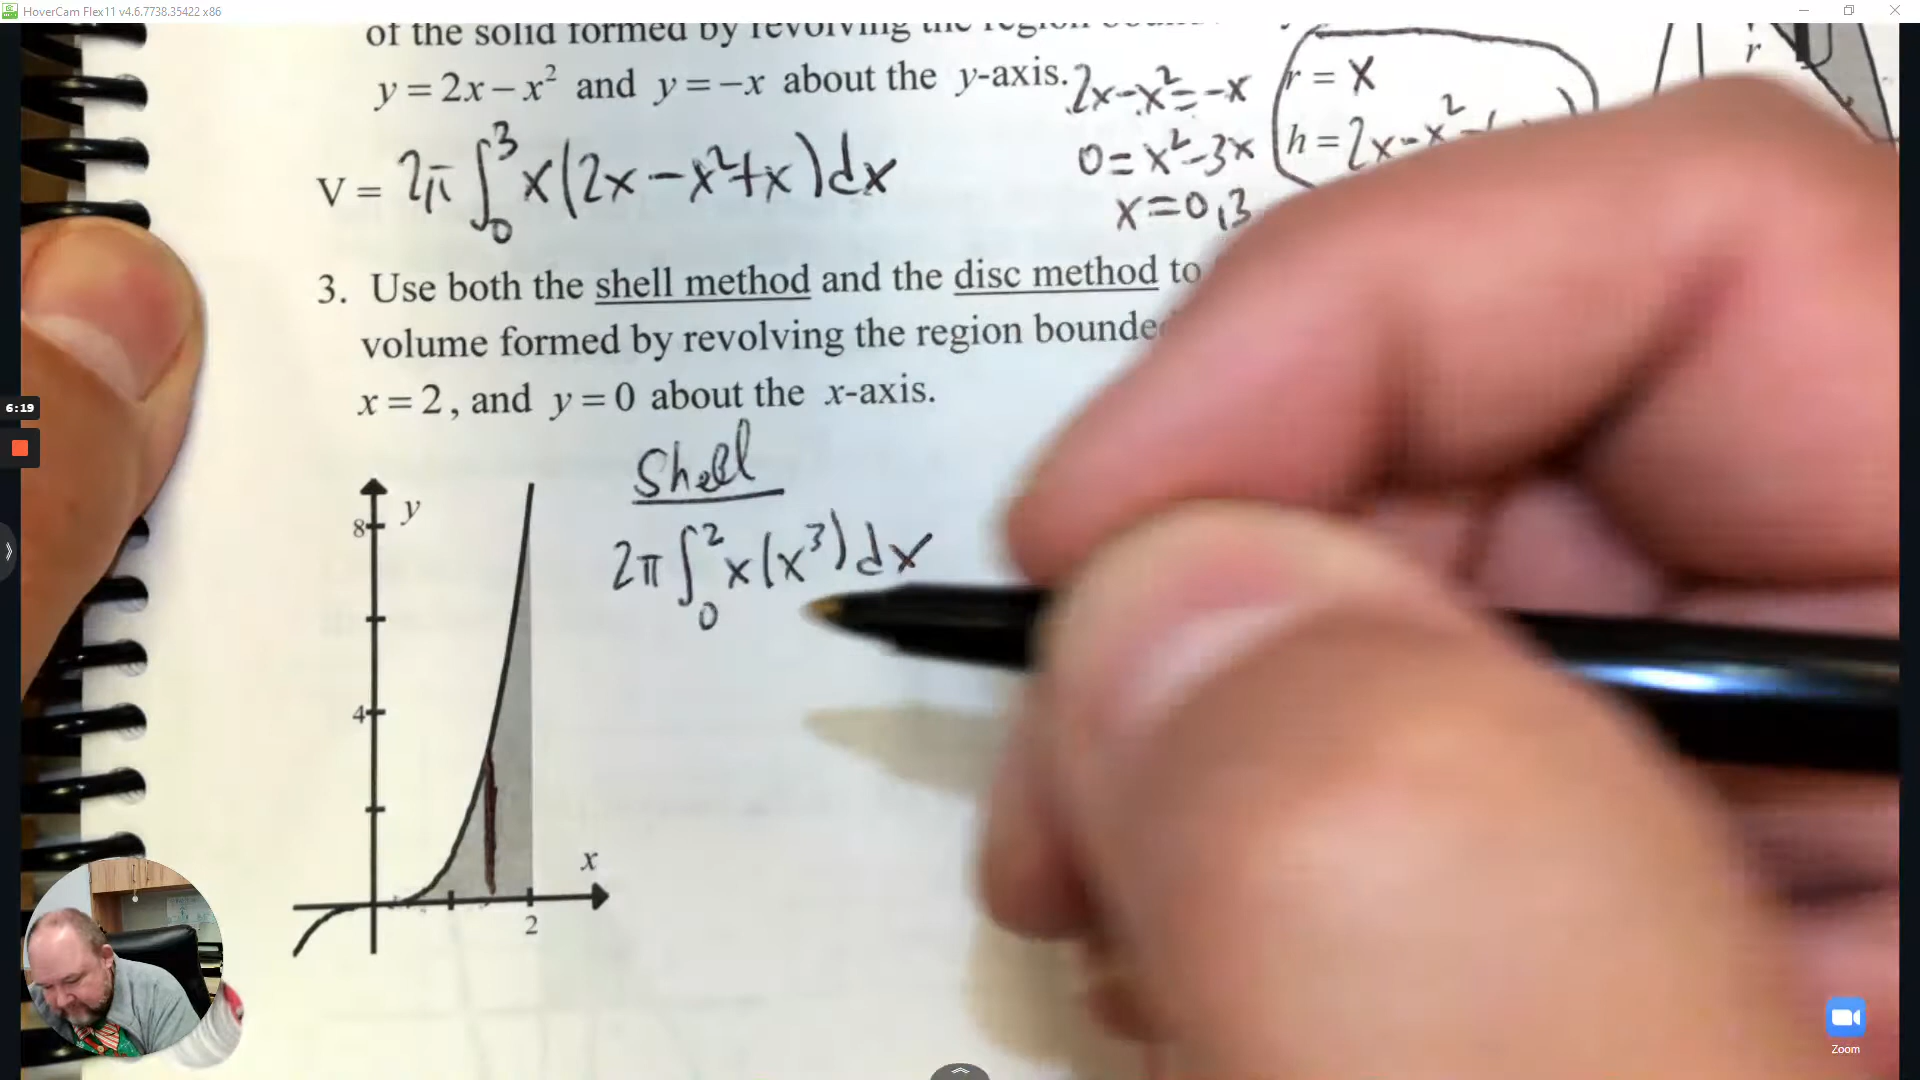 HoverCam Flex11 v4.6.7738.35422 x86
of the solid formed by revolving the region
y = 2x − x² and y = −x about the y-axis.
2x−x²=−x
0=x²−3x
x=0,3
r = x
h = 2x−x²−(
r
V = 2π ∫₀³ x(2x−x²+x)dx
3. Use both the shell method and the disc method to
volume formed by revolving the region bounde
x = 2, and y = 0 about the x-axis.
6:19
Shell
2π ∫₀² x(x³)dx
8
y
4
x
2
Zoom